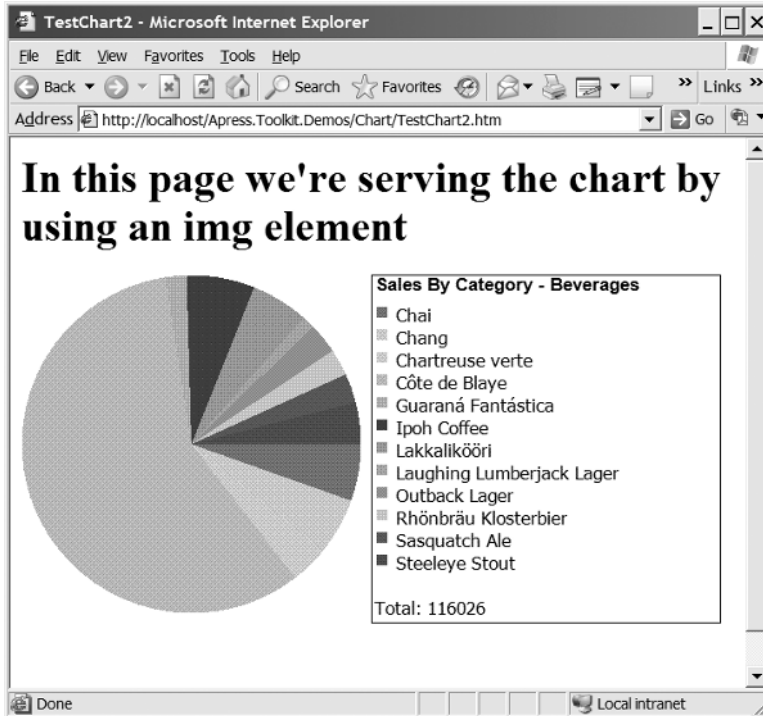 TestChart2 - Microsoft Internet Explorer
File Edit View Favorites Tools Help
Back Search Favorites Links
Address http://localhost/Apress.Toolkit.Demos/Chart/TestChart2.htm Go
In this page we're serving the chart by
using an img element
Sales By Category - Beverages
Chai
Chang
Chartreuse verte
Côte de Blaye
Guaraná Fantástica
Ipoh Coffee
Lakkalikööri
Laughing Lumberjack Lager
Outback Lager
Rhönbräu Klosterbier
Sasquatch Ale
Steeleye Stout
Total: 116026
Done Local intranet